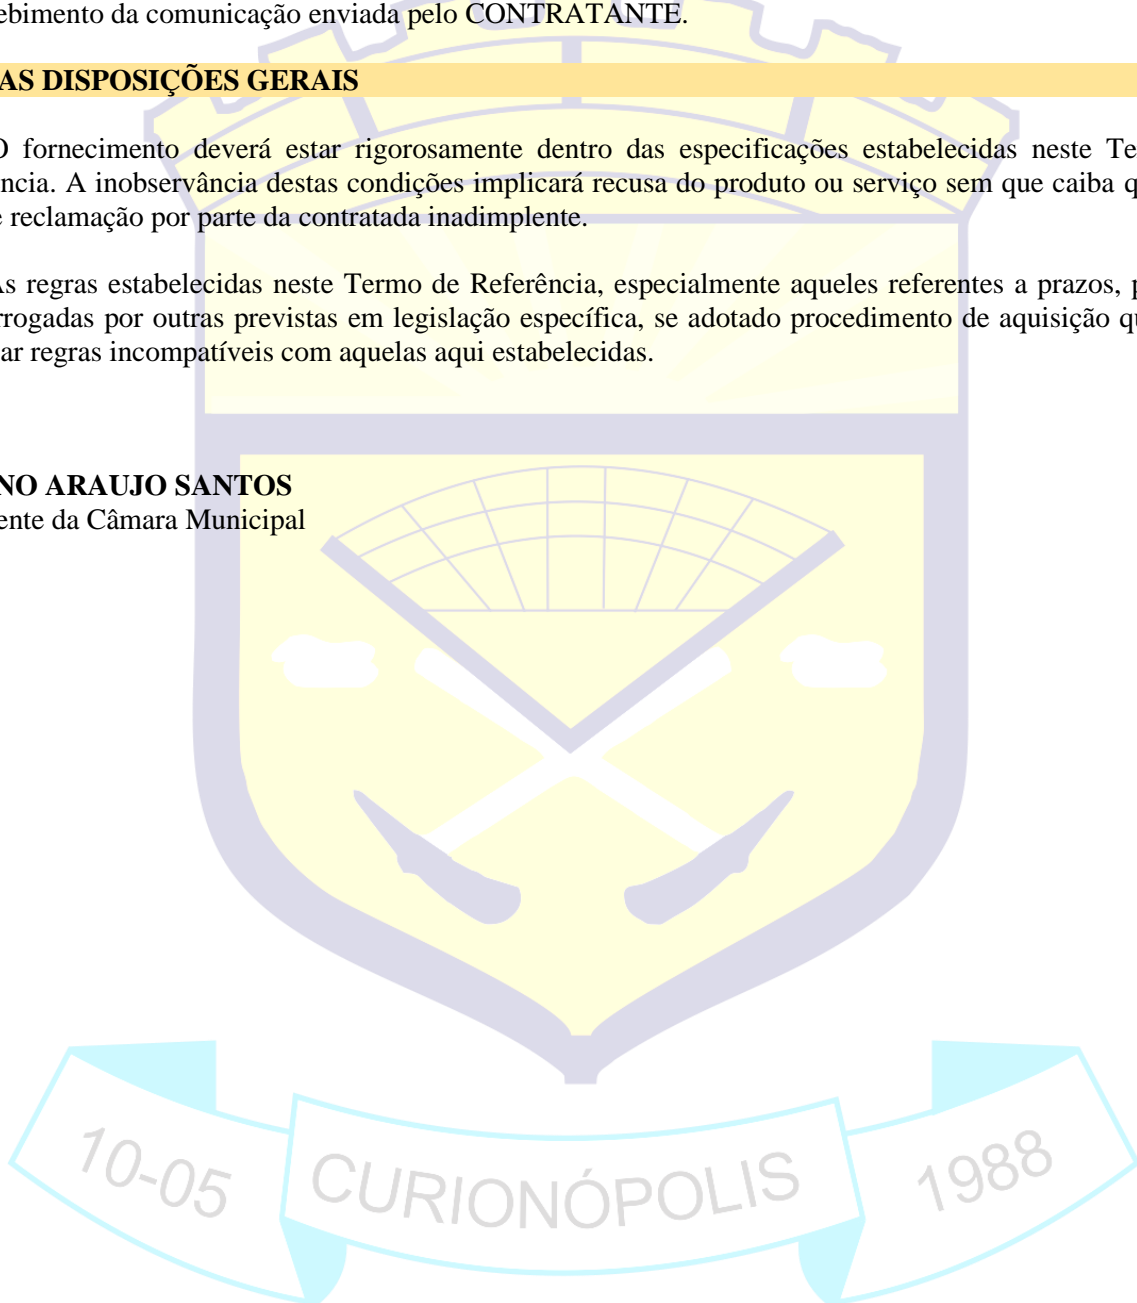 ebimento da comunicação enviada pelo CONTRATANTE.
AS DISPOSIÇÕES GERAIS
O fornecimento deverá estar rigorosamente dentro das especificações estabelecidas neste Te
ncia. A inobservância destas condições implicará recusa do produto ou serviço sem que caiba q
e reclamação por parte da contratada inadimplente.
As regras estabelecidas neste Termo de Referência, especialmente aqueles referentes a prazos, p
rrogadas por outras previstas em legislação específica, se adotado procedimento de aquisição qu
ar regras incompatíveis com aquelas aqui estabelecidas.
NO ARAUJO SANTOS
ente da Câmara Municipal
10-05 CURIONÓPOLIS 1988